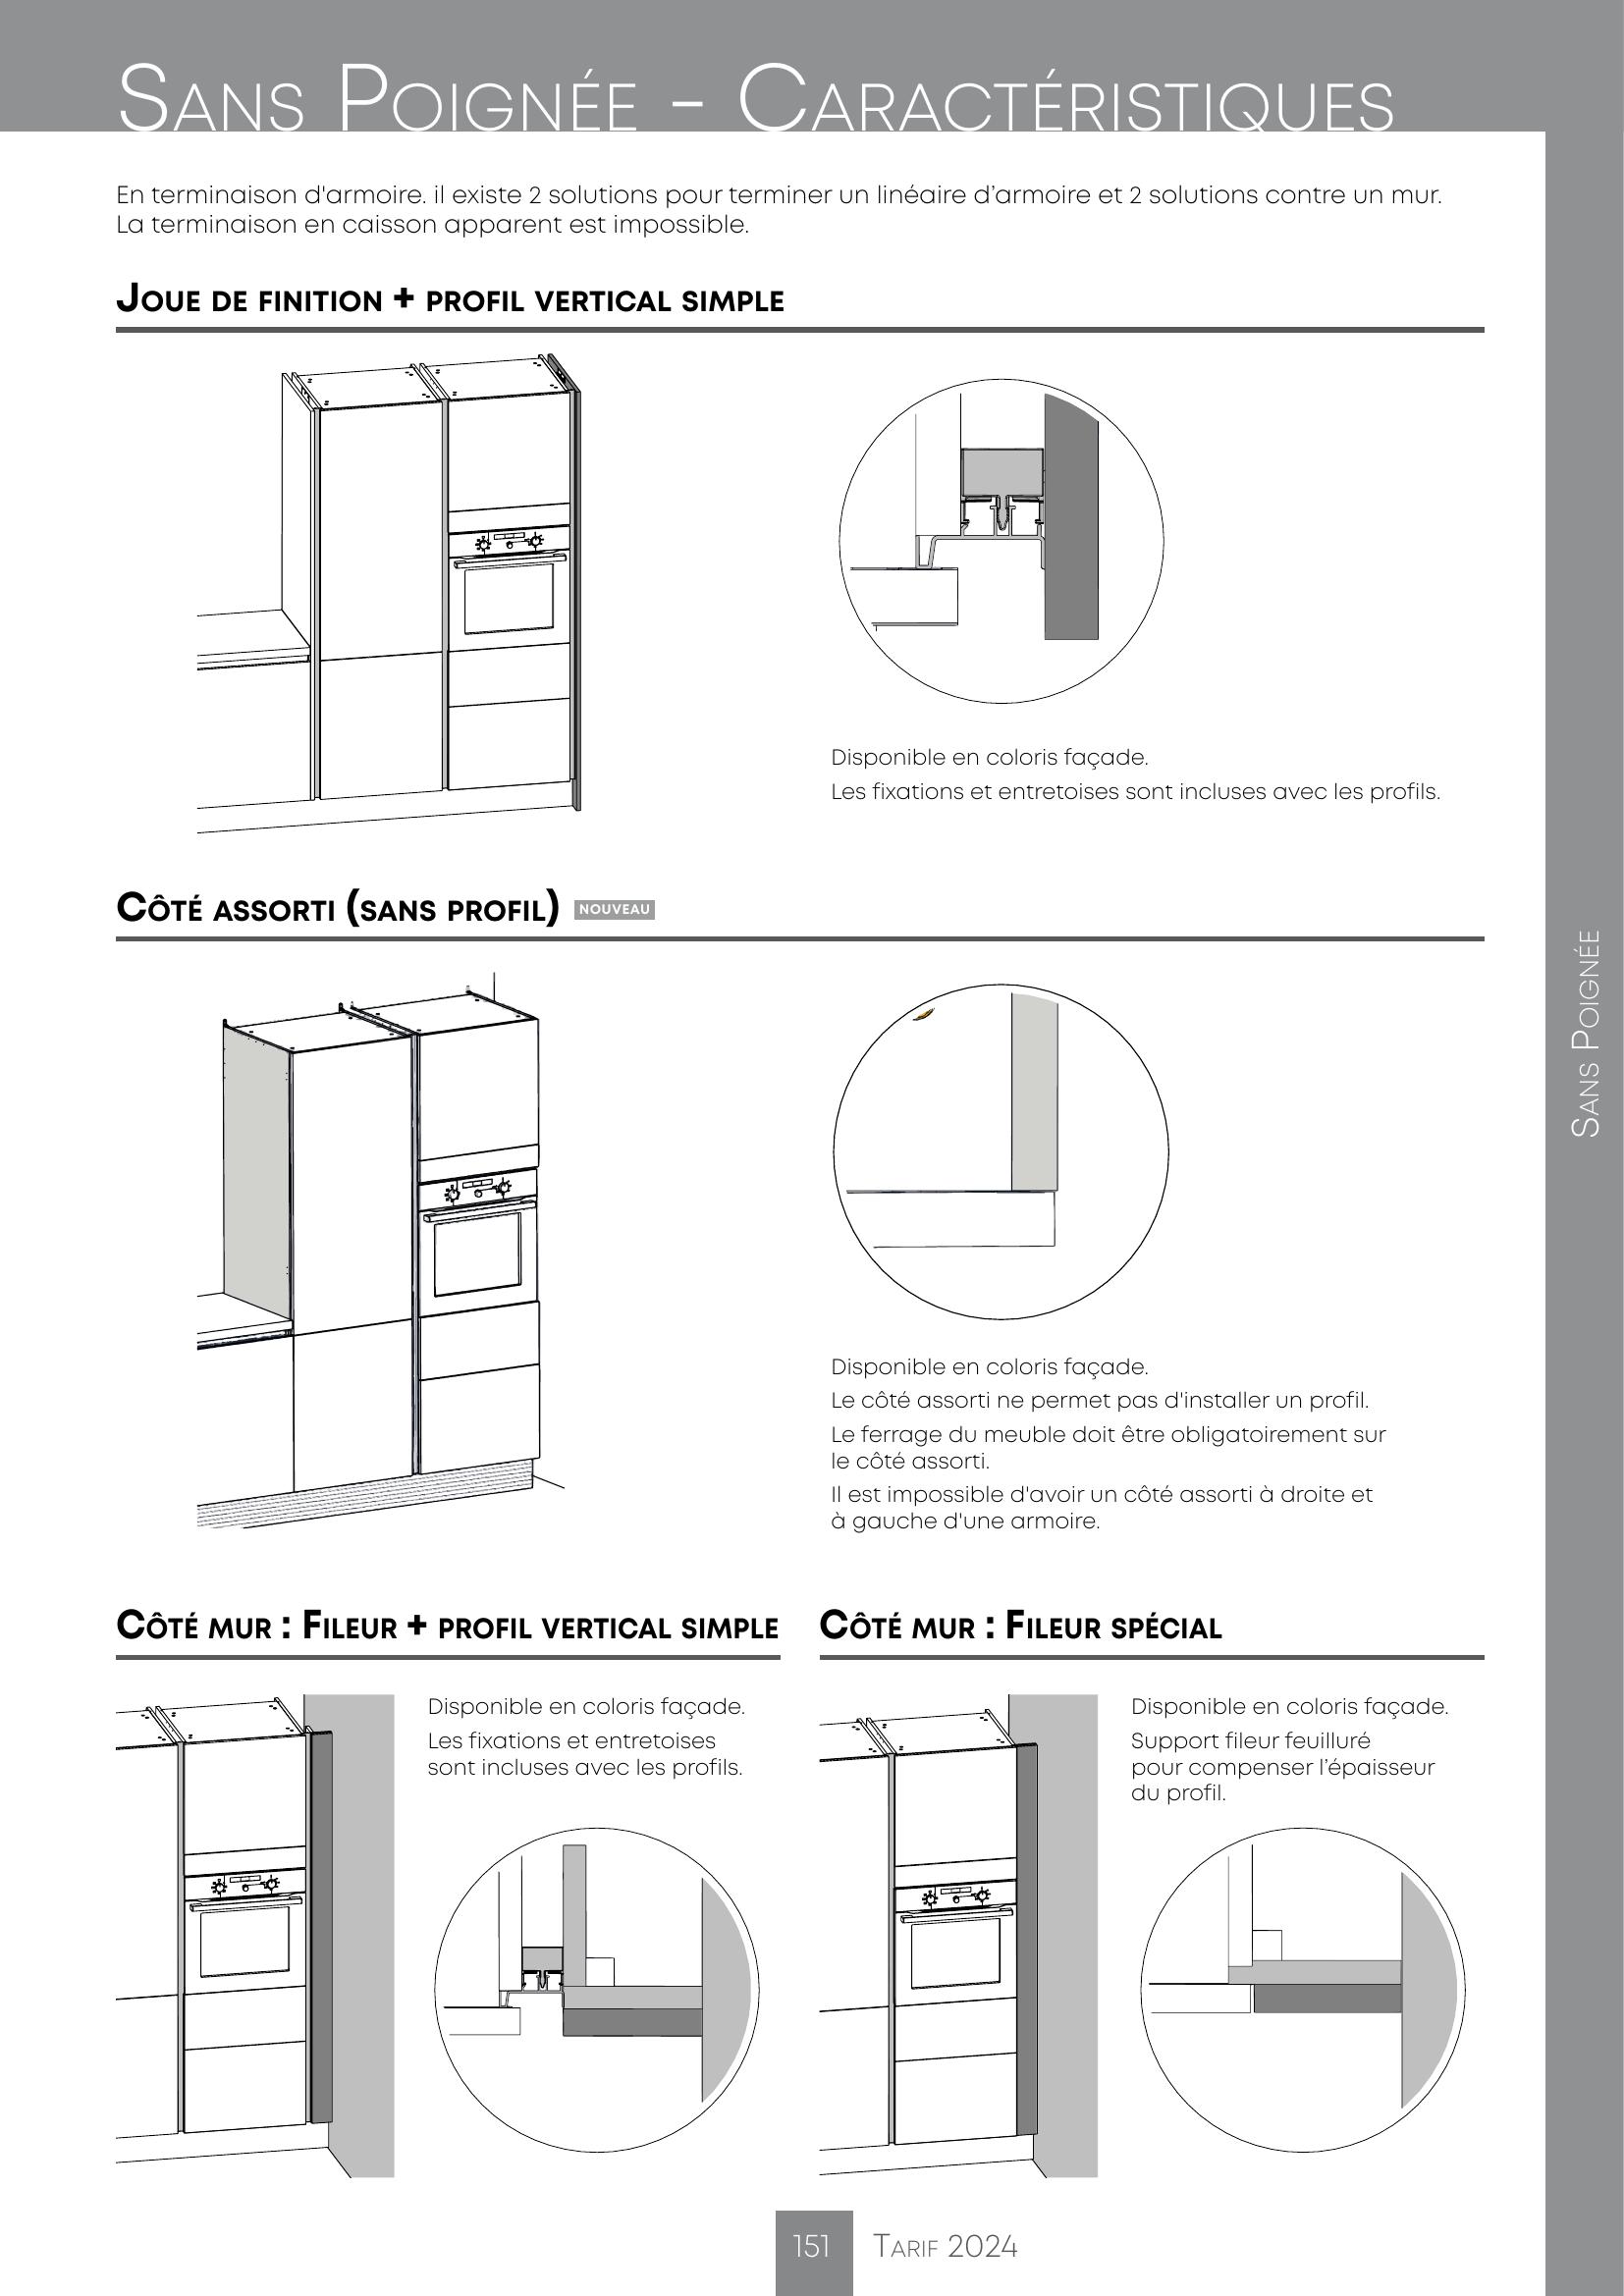 Sans Poignée - Caractéristiques
En terminaison d'armoire. il existe 2 solutions pour terminer un linéaire d’armoire et 2 solutions contre un mur.
La terminaison en caisson apparent est impossible.
Joue de finition + profil vertical simple
Disponible en coloris façade.
Les fixations et entretoises sont incluses avec les profils.
Côté assorti (sans profil) NOUVEAU
Disponible en coloris façade.
Le côté assorti ne permet pas d'installer un profil.
Le ferrage du meuble doit être obligatoirement sur
le côté assorti.
Il est impossible d'avoir un côté assorti à droite et
à gauche d'une armoire.
Côté mur : Fileur + profil vertical simple
Disponible en coloris façade.
Les fixations et entretoises
sont incluses avec les profils.
Côté mur : Fileur spécial
Disponible en coloris façade.
Support fileur feuilluré
pour compenser l’épaisseur
du profil.
Sans Poignée
151 Tarif 2024